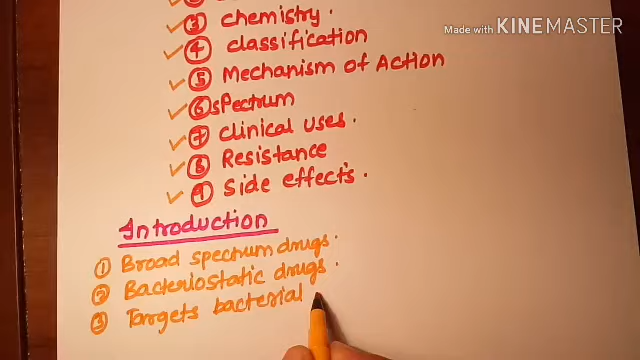 Made with KINEMASTER
③ chemistry.
④ classification
⑤ Mechanism of Action
⑥ spectrum
⑦ clinical uses.
⑧ Resistance
⑨ side effects.
Introduction
① Broad spectrum drugs.
② Bacteriostatic drugs.
③ Targets bacterial